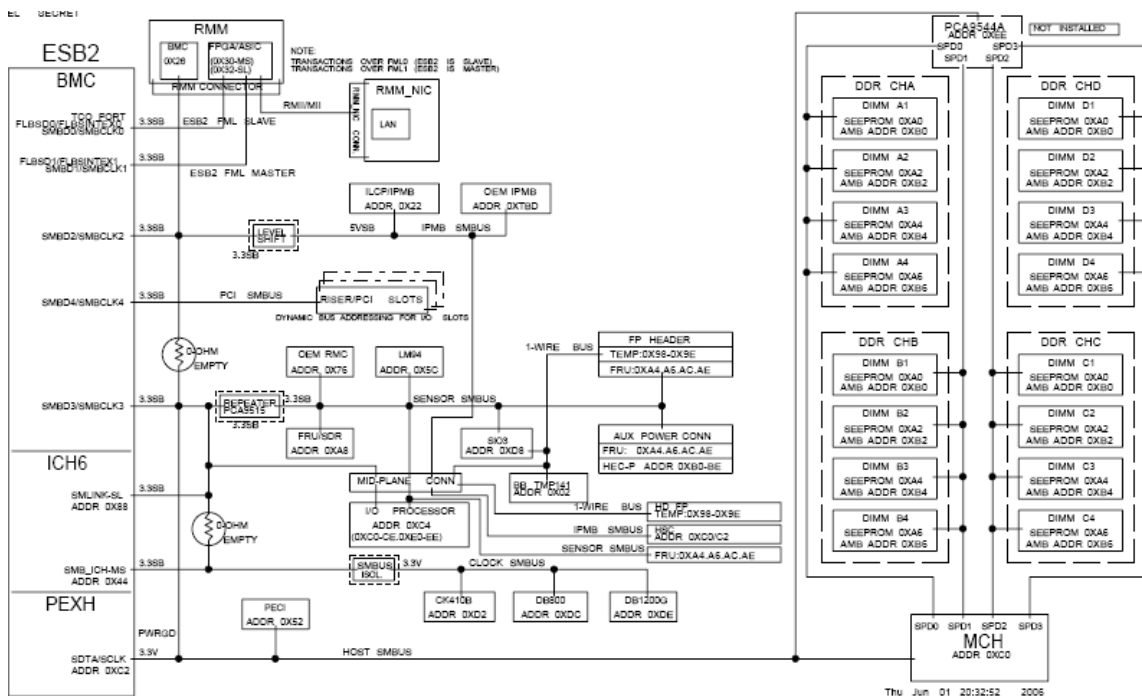 EL SECRET
ESB2
BMC
TCO PORT
FLBSD0/FLBSINTEX0
SMBD0/SMBCLK0
FLBSD1/FLBSINTEX1
SMBD1/SMBCLK1
SMBD2/SMBCLK2
SMBD4/SMBCLK4
SMBD3/SMBCLK3
ICH6
SMLINK-SL
ADDR 0X88
SMB_ICH-MS
ADDR 0X44
PEXH
SDTA/SCLK
ADDR 0XC2
RMM
BMC
0X26
FPGA/ASIC
(0X30-MS)
(0X32-SL)
RMM CONNECTOR
NOTE:
TRANSACTIONS OVER FML0 (ESB2 IS SLAVE)
TRANSACTIONS OVER FML1 (ESB2 IS MASTER)
RMII/MII
RMM_NIC
LAN
RMM NIC CONN.
3.3SB
ESB2 FML SLAVE
3.3SB
ESB2 FML MASTER
ILCP/IPMB
ADDR 0X22
OEM IPMB
ADDR 0XTBD
3.3SB
LEVEL
SHIFT
3.3SB
5VSB
IPMB SMBUS
3.3SB
PCI SMBUS
RISER/PCI SLOTS
DYNAMIC BUS ADDRESSING FOR I/O SLOTS
0-OHM
EMPTY
OEM RMC
ADDR 0X76
LM94
ADDR 0X5C
1-WIRE BUS
FP HEADER
TEMP:0X98-0X9E
FRU:0XA4.A6.AC.AE
3.3SB
REPEATER
PCA9515
3.3SB
3.3SB
SENSOR SMBUS
FRU/SDR
ADDR 0XA8
SIO3
ADDR 0XD8
AUX POWER CONN
FRU: 0XA4.A6.AC.AE
HEC-P ADDR 0XB0-BE
MID-PLANE CONN
BB_TMP141
ADDR 0X02
3.3SB
I/O PROCESSOR
ADDR 0XC4
(0XC0-CE.0XE0-EE)
1-WIRE BUS
HD FP
TEMP:0X98-0X9E
IPMB SMBUS
HSC
ADDR 0XC0/C2
SENSOR SMBUS
FRU:0XA4.A6.AC.AE
0-OHM
EMPTY
3.3SB
SMBUS
ISOL.
3.3V
CLOCK SMBUS
CK410B
ADDR 0XD2
DB800
ADDR 0XDC
DB1200G
ADDR 0XDE
PECI
ADDR 0X52
PWRGD
3.3V
HOST SMBUS
PCA9544A
ADDR 0XEE
SPD0
SPD3
SPD1
SPD2
NOT INSTALLED
DDR CHA
DIMM A1
SEEPROM 0XA0
AMB ADDR 0XB0
DIMM A2
SEEPROM 0XA2
AMB ADDR 0XB2
DIMM A3
SEEPROM 0XA4
AMB ADDR 0XB4
DIMM A4
SEEPROM 0XA6
AMB ADDR 0XB6
DDR CHD
DIMM D1
SEEPROM 0XA0
AMB ADDR 0XB0
DIMM D2
SEEPROM 0XA2
AMB ADDR 0XB2
DIMM D3
SEEPROM 0XA4
AMB ADDR 0XB4
DIMM D4
SEEPROM 0XA6
AMB ADDR 0XB6
DDR CHB
DIMM B1
SEEPROM 0XA0
AMB ADDR 0XB0
DIMM B2
SEEPROM 0XA2
AMB ADDR 0XB2
DIMM B3
SEEPROM 0XA4
AMB ADDR 0XB4
DIMM B4
SEEPROM 0XA6
AMB ADDR 0XB6
DDR CHC
DIMM C1
SEEPROM 0XA0
AMB ADDR 0XB0
DIMM C2
SEEPROM 0XA2
AMB ADDR 0XB2
DIMM C3
SEEPROM 0XA4
AMB ADDR 0XB4
DIMM C4
SEEPROM 0XA6
AMB ADDR 0XB6
SPD0 SPD1 SPD2 SPD3
MCH
ADDR 0XC0
Thu Jun 01 20:32:52 2006